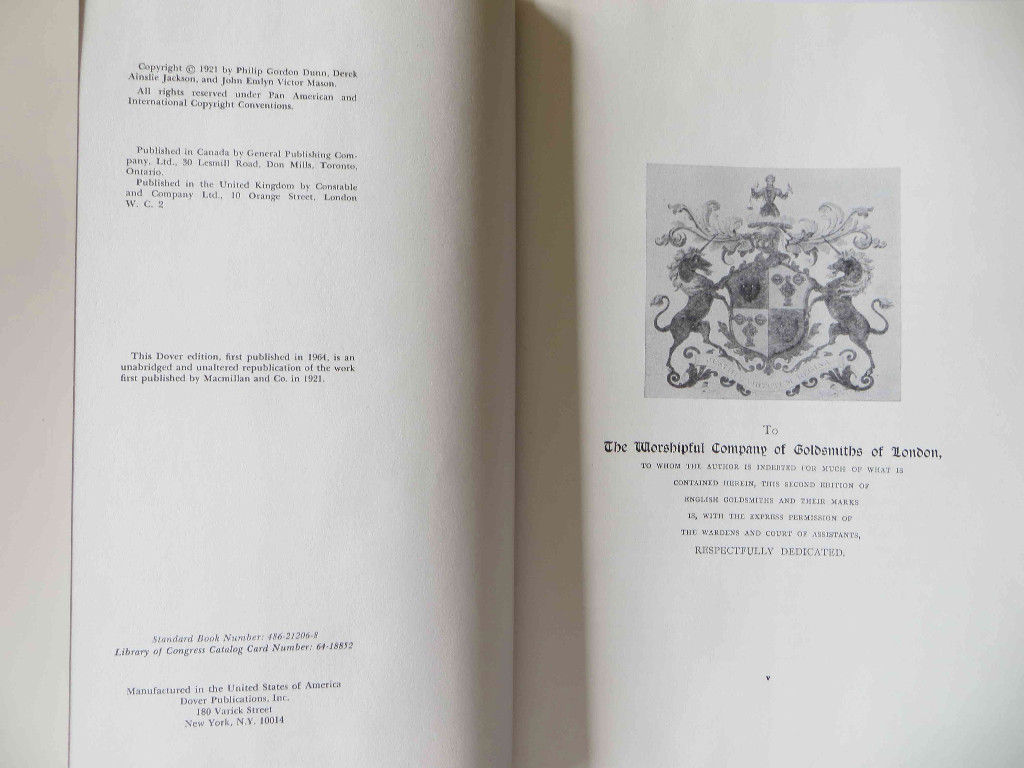 Copyright © 1921 by Philip Gordon Dunn, Derek
Ainslie Jackson, and John Emlyn Victor Mason.
All rights reserved under Pan American and
International Copyright Conventions.
Published in Canada by General Publishing Com-
pany, Ltd., 30 Lesmill Road, Don Mills, Toronto,
Ontario.
Published in the United Kingdom by Constable
and Company Ltd., 10 Orange Street, London
W. C. 2
This Dover edition, first published in 1964, is an
unabridged and unaltered republication of the work
first published by Macmillan and Co. in 1921.
Standard Book Number: 486-21206-8
Library of Congress Catalog Card Number: 64-18852
Manufactured in the United States of America
Dover Publications, Inc.
180 Varick Street
New York, N.Y. 10014
To
The Worshipful Company of Goldsmiths of London,
TO WHOM THE AUTHOR IS INDEBTED FOR MUCH OF WHAT IS
CONTAINED HEREIN, THIS SECOND EDITION OF
ENGLISH GOLDSMITHS AND THEIR MARKS
IS, WITH THE EXPRESS PERMISSION OF
THE WARDENS AND COURT OF ASSISTANTS,
RESPECTFULLY DEDICATED.
v